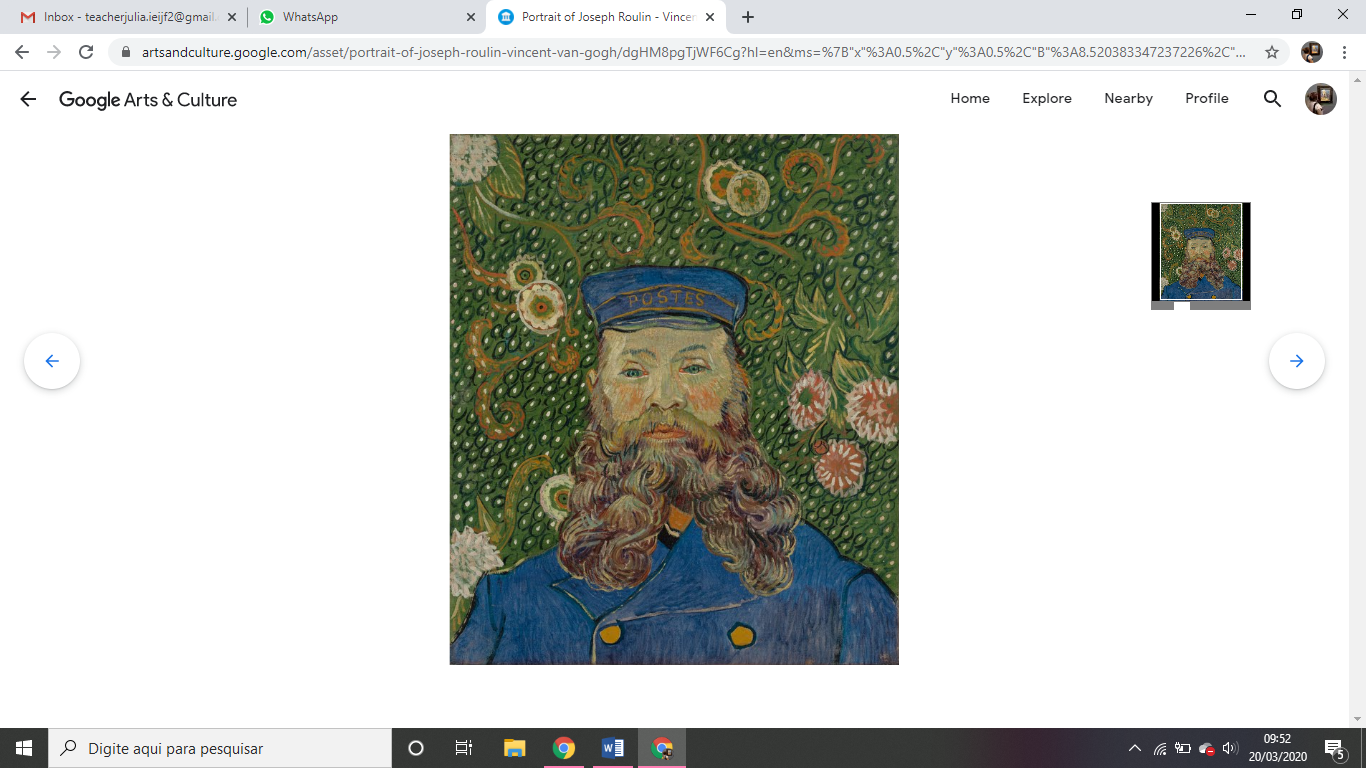 Inbox - teacherjulia.ieijf2@gmail.
WhatsApp
Portrait of Joseph Roulin - Vincen
artsandculture.google.com/asset/portrait-of-joseph-roulin-vincent-van-gogh/dgHM8pgTjWF6Cg?hl=en&ms=%7B"x"%3A0.5%2C"y"%3A0.5%2C"B"%3A8.520383347237226%2C"...
Google Arts & Culture
Home Explore Nearby Profile
POSTES
Digite aqui para pesquisar
09:52
20/03/2020
5